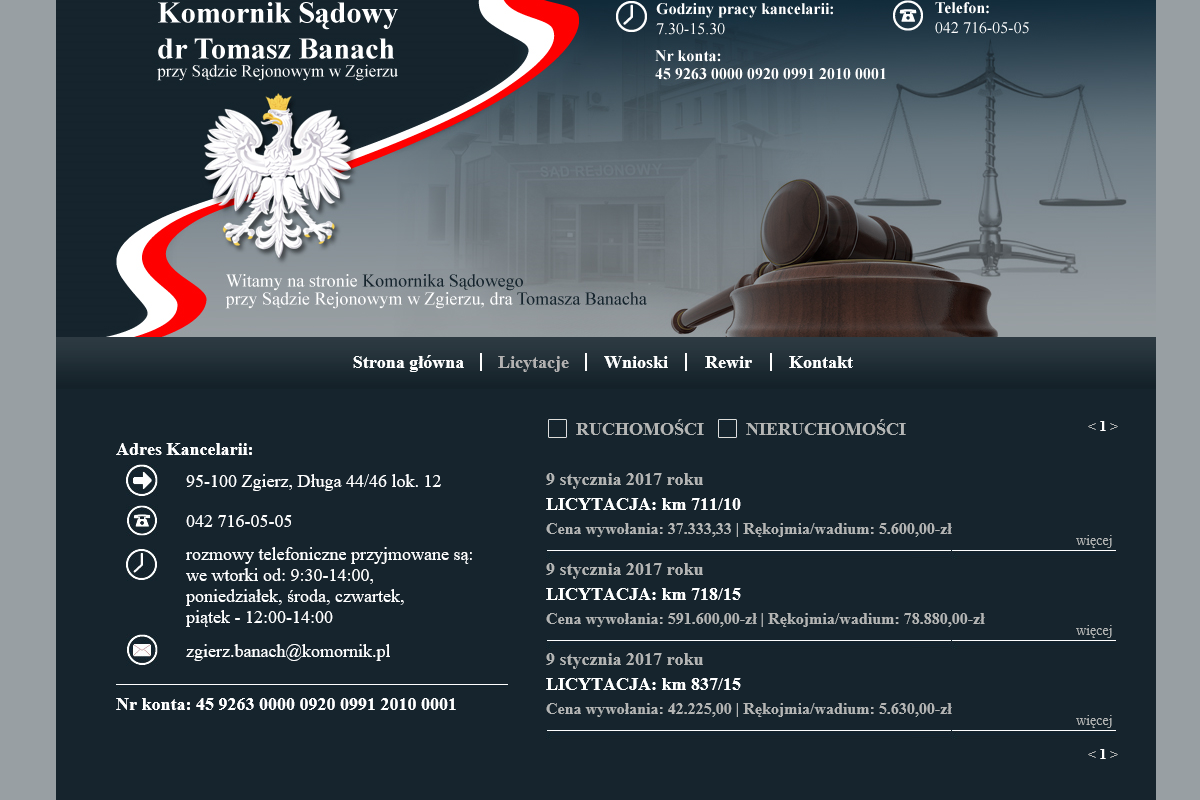 Komornik Sądowy
dr Tomasz Banach
przy Sądzie Rejonowym w Zgierzu
Godziny pracy kancelarii:
7.30-15.30
Nr konta:
45 9263 0000 0920 0991 2010 0001
Telefon:
042 716-05-05
SĄD REJONOWY
Witamy na stronie Komornika Sądowego
przy Sądzie Rejonowym w Zgierzu, dra Tomasza Banacha
Strona główna | Licytacje | Wnioski | Rewir | Kontakt
Adres Kancelarii:
95-100 Zgierz, Długa 44/46 lok. 12
042 716-05-05
rozmowy telefoniczne przyjmowane są:
we wtorki od: 9:30-14:00,
poniedziałek, środa, czwartek,
piątek - 12:00-14:00
zgierz.banach@komornik.pl
Nr konta: 45 9263 0000 0920 0991 2010 0001
RUCHOMOŚCI NIERUCHOMOŚCI
< 1 >
9 stycznia 2017 roku
LICYTACJA: km 711/10
Cena wywołania: 37.333,33 | Rękojmia/wadium: 5.600,00-zł
więcej
9 stycznia 2017 roku
LICYTACJA: km 718/15
Cena wywołania: 591.600,00-zł | Rękojmia/wadium: 78.880,00-zł
więcej
9 stycznia 2017 roku
LICYTACJA: km 837/15
Cena wywołania: 42.225,00 | Rękojmia/wadium: 5.630,00-zł
więcej
< 1 >